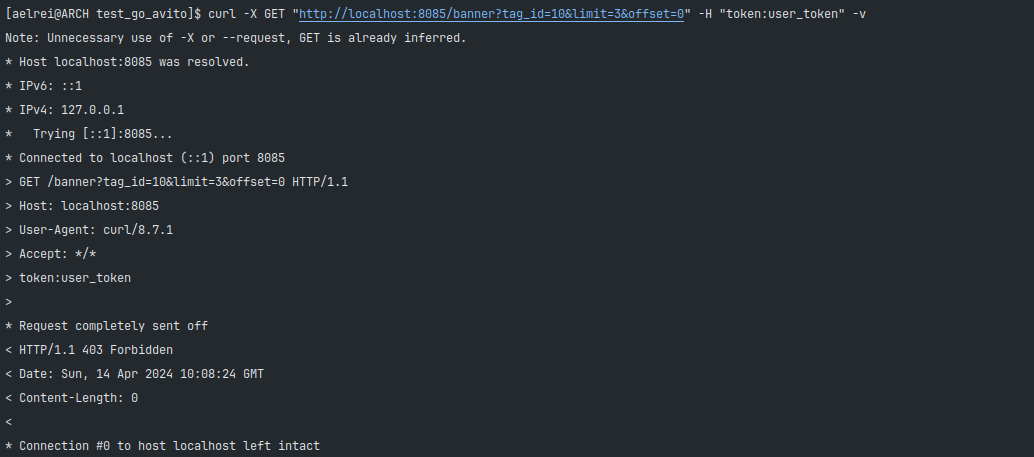 [aelrei@ARCH test_go_avito]$ curl -X GET "http://localhost:8085/banner?tag_id=10&limit=3&offset=0" -H "token:user_token" -v
Note: Unnecessary use of -X or --request, GET is already inferred.
* Host localhost:8085 was resolved.
* IPv6: ::1
* IPv4: 127.0.0.1
*   Trying [::1]:8085...
* Connected to localhost (::1) port 8085
> GET /banner?tag_id=10&limit=3&offset=0 HTTP/1.1
> Host: localhost:8085
> User-Agent: curl/8.7.1
> Accept: */*
> token:user_token
>
* Request completely sent off
< HTTP/1.1 403 Forbidden
< Date: Sun, 14 Apr 2024 10:08:24 GMT
< Content-Length: 0
<
* Connection #0 to host localhost left intact